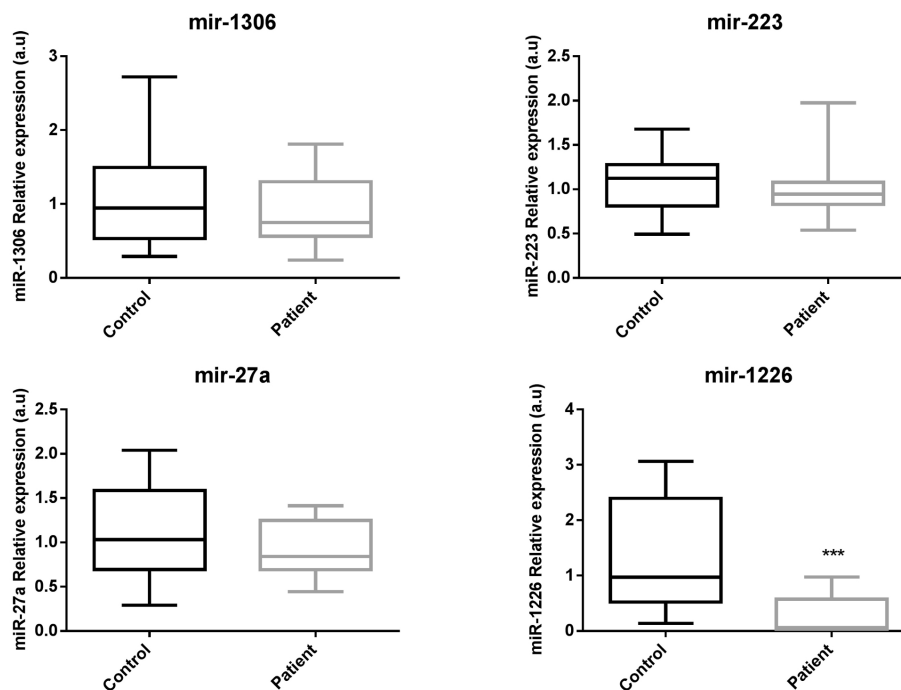 mir-1306
miR-1306 Relative expression (a.u)
3
2
1
0
Control
Patient
mir-223
miR-223 Relative expression (a.u)
2.5
2.0
1.5
1.0
0.5
0.0
Control
Patient
mir-27a
miR-27a Relative expression (a.u)
2.5
2.0
1.5
1.0
0.5
0.0
Control
Patient
mir-1226
miR-1226 Relative expression (a.u)
4
3
2
1
0
***
Control
Patient